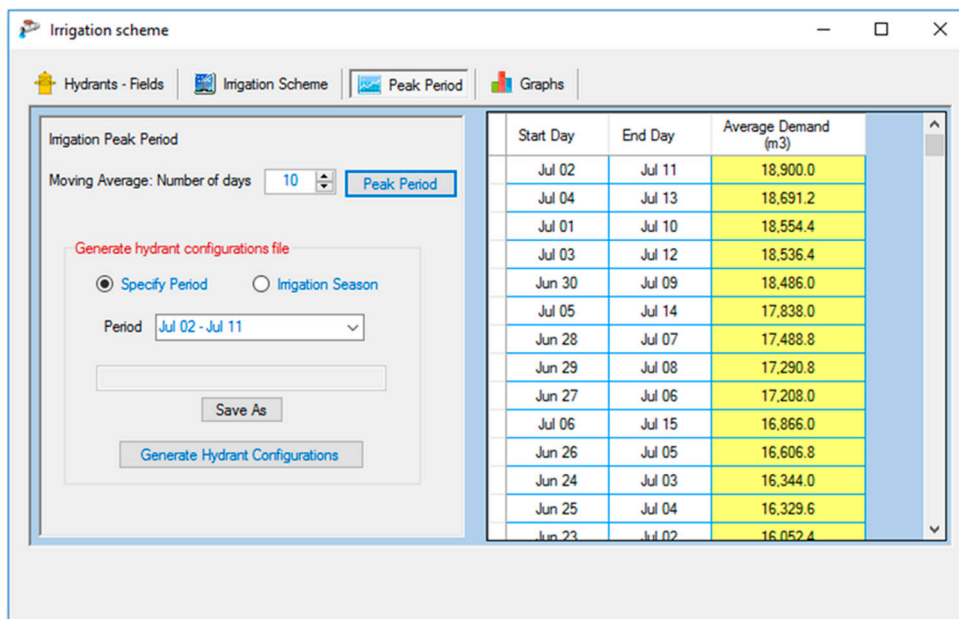 Irrigation scheme
Hydrants - Fields Irrigation Scheme Peak Period Graphs
Irrigation Peak Period
Moving Average: Number of days 10 Peak Period
Generate hydrant configurations file
Specify Period Irrigation Season
Period Jul 02 - Jul 11
Save As
Generate Hydrant Configurations
Start Day End Day Average Demand (m3)
Jul 02 Jul 11 18,900.0
Jul 04 Jul 13 18,691.2
Jul 01 Jul 10 18,554.4
Jul 03 Jul 12 18,536.4
Jun 30 Jul 09 18,486.0
Jul 05 Jul 14 17,838.0
Jun 28 Jul 07 17,488.8
Jun 29 Jul 08 17,290.8
Jun 27 Jul 06 17,208.0
Jul 06 Jul 15 16,866.0
Jun 26 Jul 05 16,606.8
Jun 24 Jul 03 16,344.0
Jun 25 Jul 04 16,329.6
Jun 23 Jul 02 16,052.4